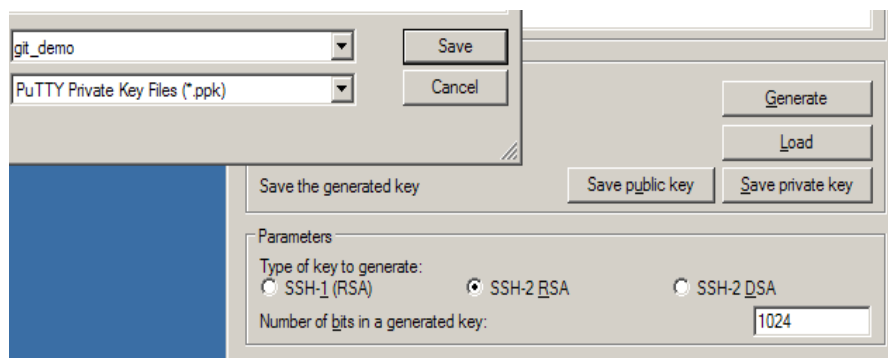 git_demo
Save
PuTTY Private Key Files (*.ppk)
Cancel
Generate
Load
Save the generated key
Save public key
Save private key
Parameters
Type of key to generate:
SSH-1 (RSA)
SSH-2 RSA
SSH-2 DSA
Number of bits in a generated key:
1024